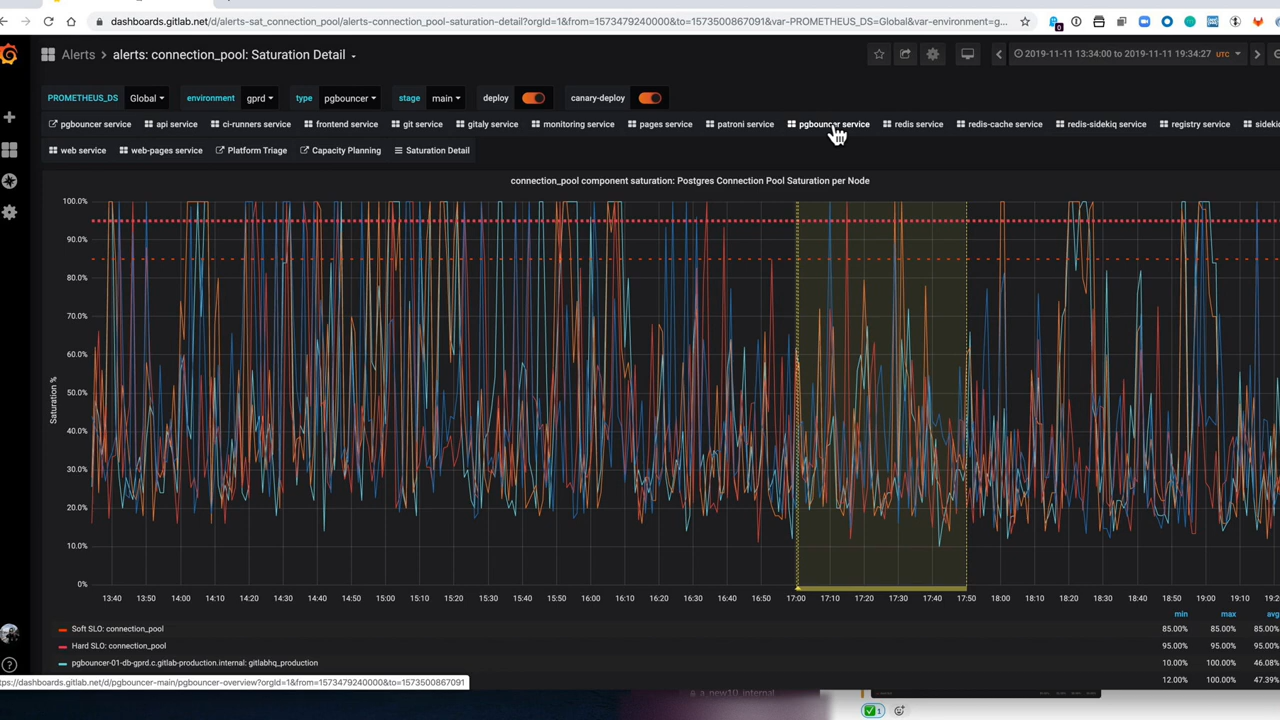 dashboards.gitlab.net/d/alerts-sat_connection_pool/alerts-connection_pool-saturation-detail?orgId=1&from=1573479240000&to=1573500867091&var-PROMETHEUS_DS=Global&var-environment=g...
Alerts > alerts: connection_pool: Saturation Detail
2019-11-11 13:34:00 to 2019-11-11 19:34:27 UTC
PROMETHEUS_DS Global environment gprd type pgbouncer stage main deploy canary-deploy
pgbouncer service api service ci-runners service frontend service git service gitaly service monitoring service pages service patroni service pgbouncer service redis service redis-cache service redis-sidekiq service registry service sideki
web service web-pages service Platform Triage Capacity Planning Saturation Detail
connection_pool component saturation: Postgres Connection Pool Saturation per Node
100.0%
90.0%
80.0%
70.0%
60.0%
50.0%
40.0%
30.0%
20.0%
10.0%
0%
Saturation %
13:40 13:50 14:00 14:10 14:20 14:30 14:40 14:50 15:00 15:10 15:20 15:30 15:40 15:50 16:00 16:10 16:20 16:30 16:40 16:50 17:00 17:10 17:20 17:30 17:40 17:50 18:00 18:10 18:20 18:30 18:40 18:50 19:00 19:10 19:20
min max avg
Soft SLO: connection_pool 85.00% 85.00% 85.00%
Hard SLO: connection_pool 95.00% 95.00% 95.00%
pgbouncer-01-db-gprd.c.gitlab-production.internal: gitlabhq_production 10.00% 100.00% 46.08%
12.00% 100.00% 47.39%
ttps://dashboards.gitlab.net/d/pgbouncer-main/pgbouncer-overview?orgId=1&from=1573479240000&to=1573500867091
a_new10_internal
1